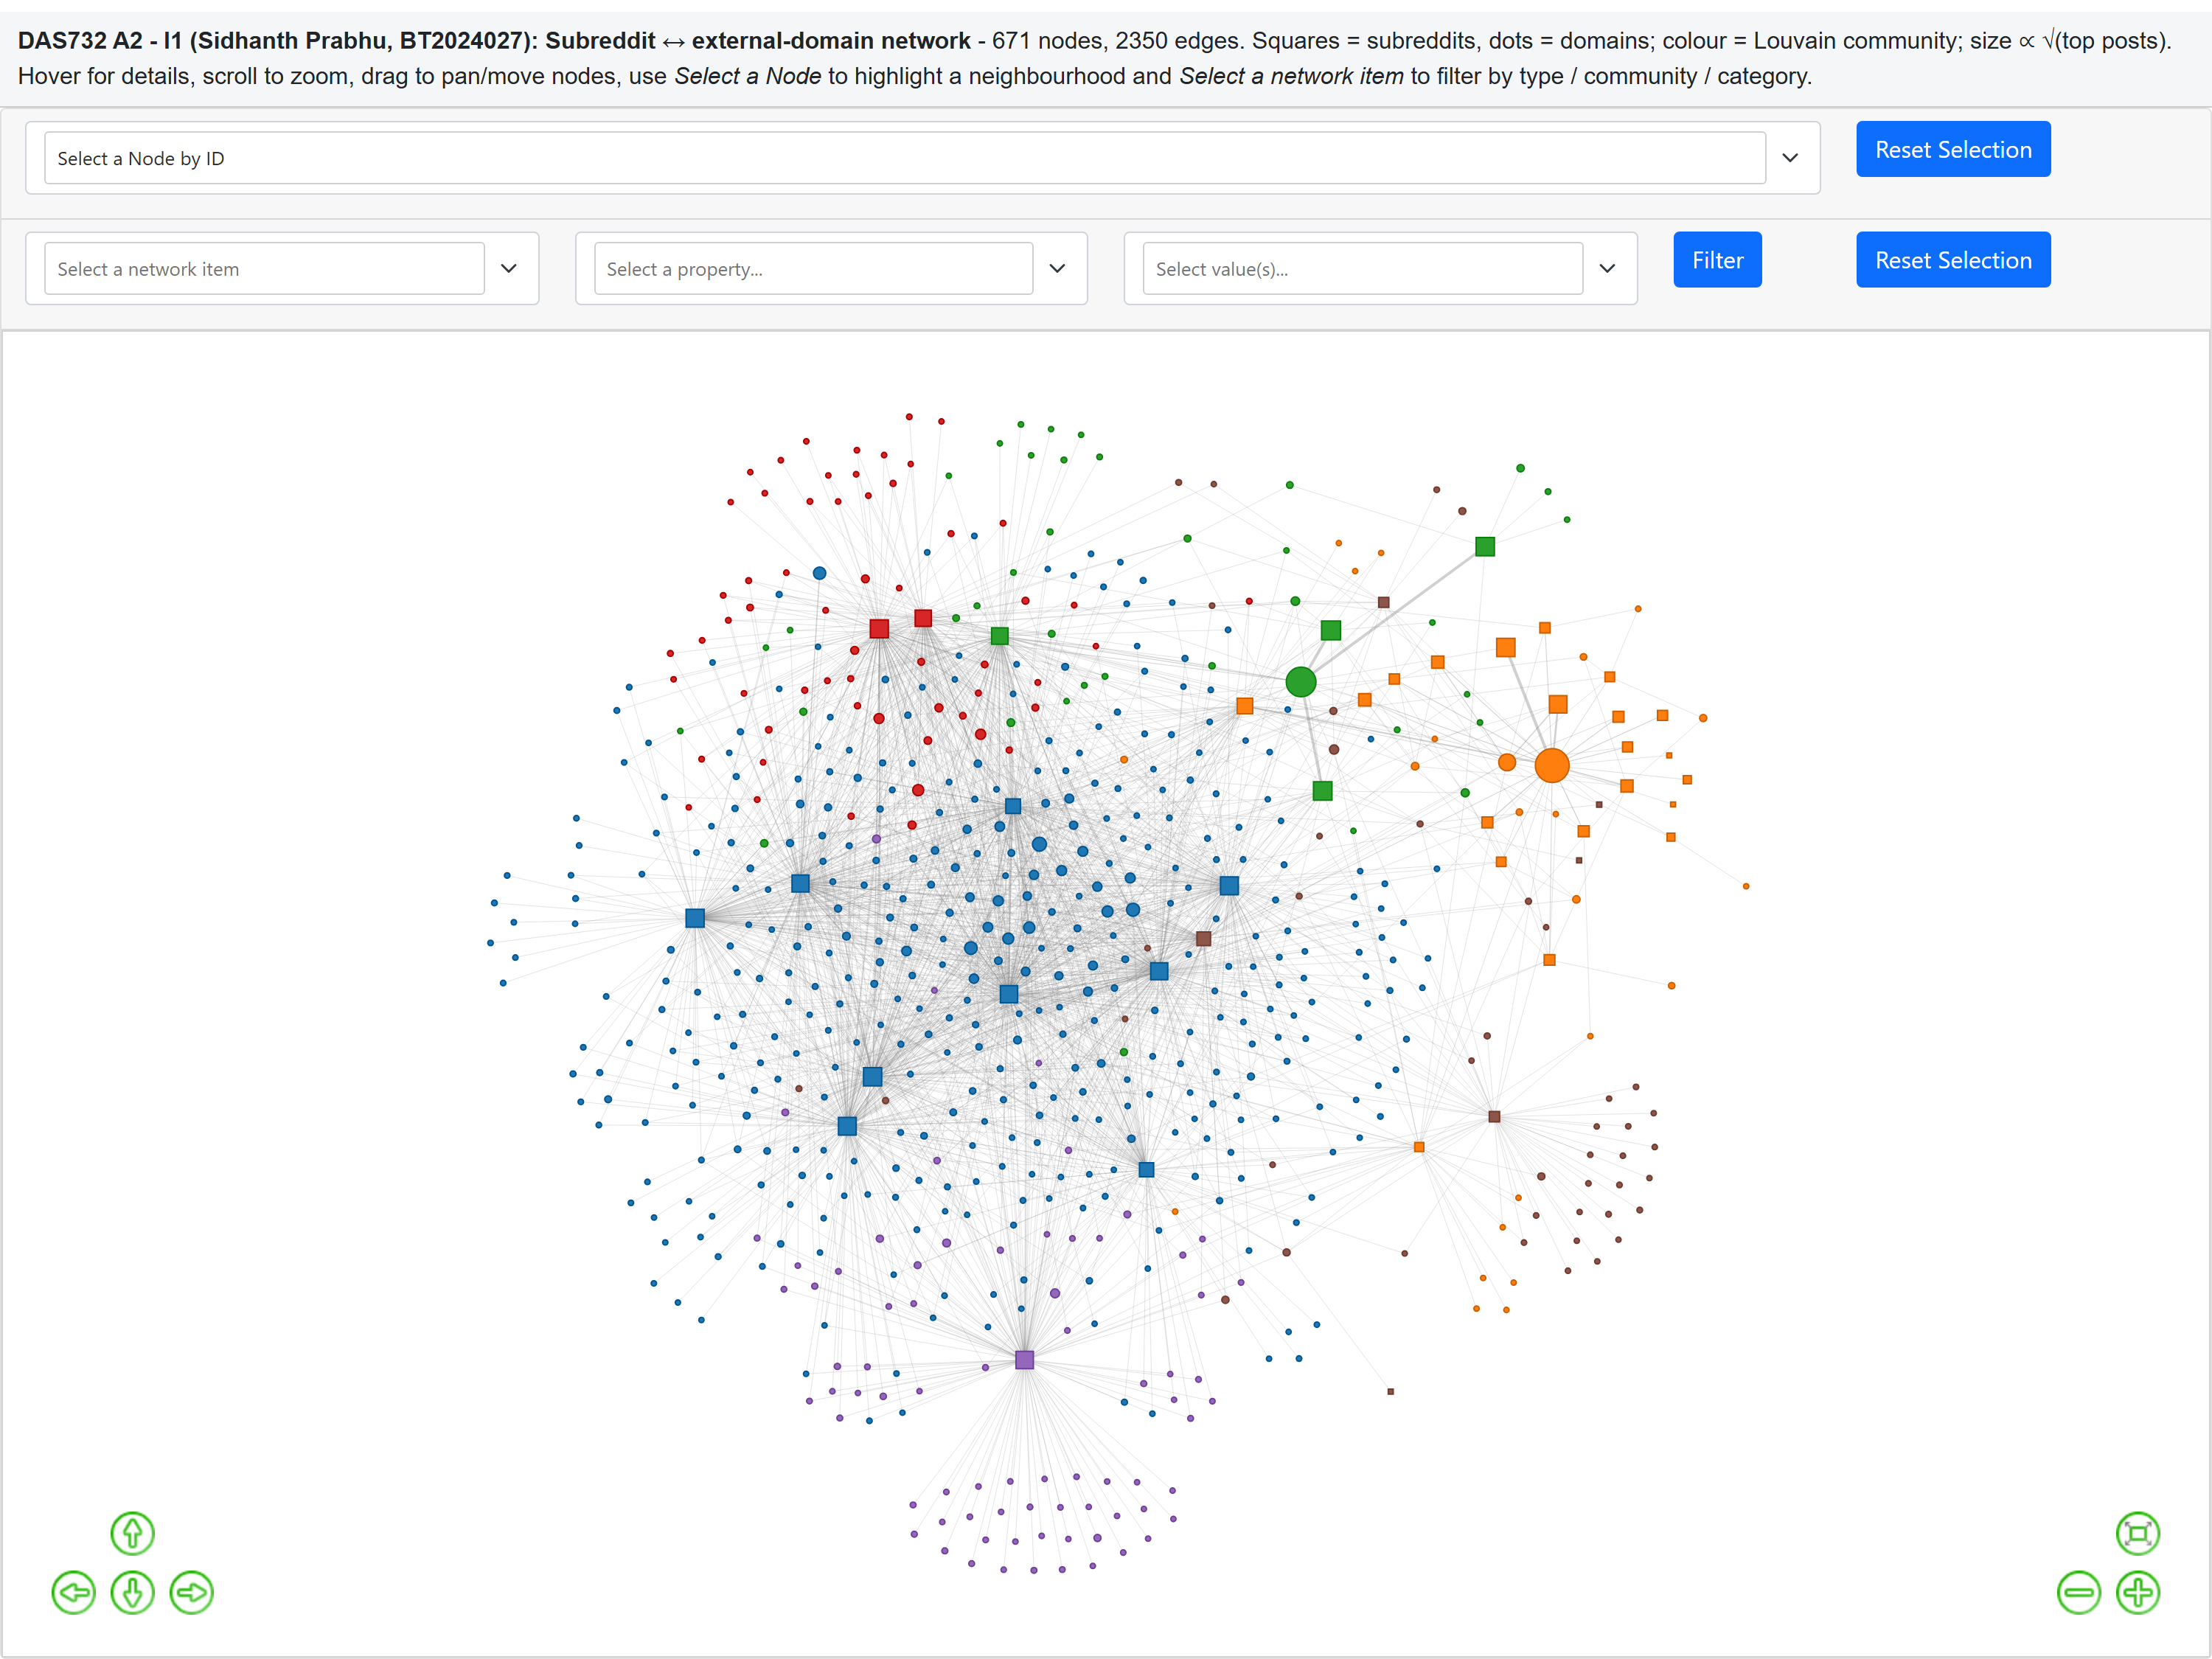 DAS732 A2 - I1 (Sidhanth Prabhu, BT2024027): Subreddit ↔ external-domain network - 671 nodes, 2350 edges. Squares = subreddits, dots = domains; colour = Louvain community; size ∝ √(top posts).
Hover for details, scroll to zoom, drag to pan/move nodes, use Select a Node to highlight a neighbourhood and Select a network item to filter by type / community / category.
Select a Node by ID
Reset Selection
Select a network item
Select a property...
Select value(s)...
Filter
Reset Selection